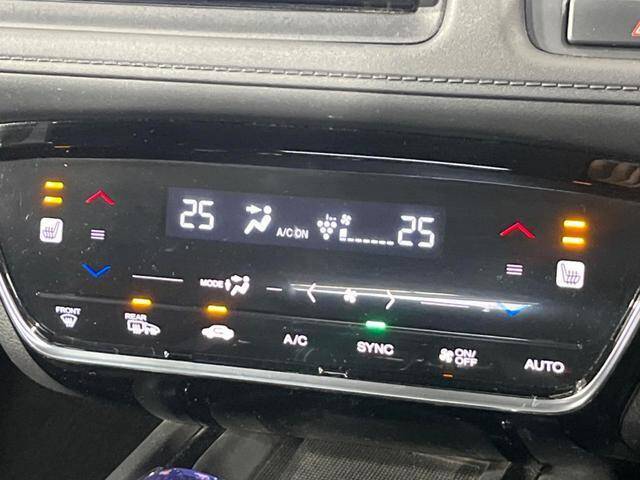 25 A/C ON 25
MODE
FRONT REAR A/C SYNC ON/OFF AUTO